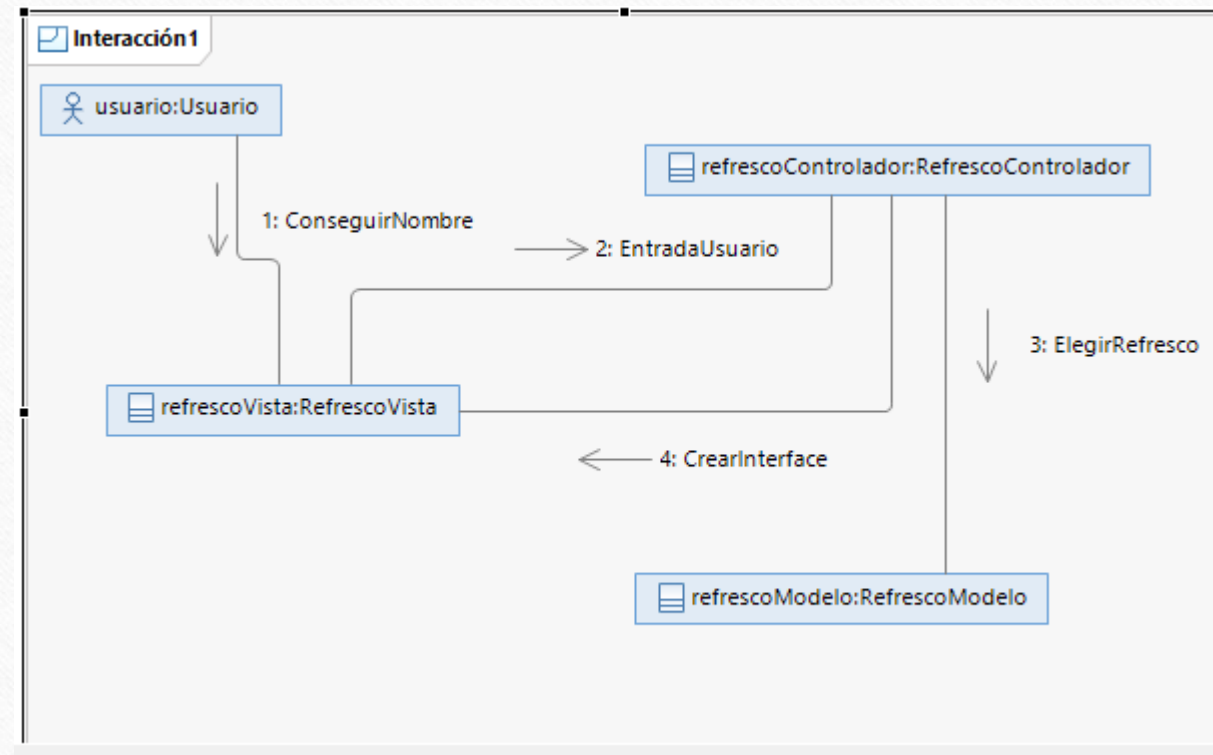 Interacción1
usuario:Usuario
refrescoControlador:RefrescoControlador
1: ConseguirNombre
2: EntradaUsuario
3: ElegirRefresco
refrescoVista:RefrescoVista
4: CrearInterface
refrescoModelo:RefrescoModelo